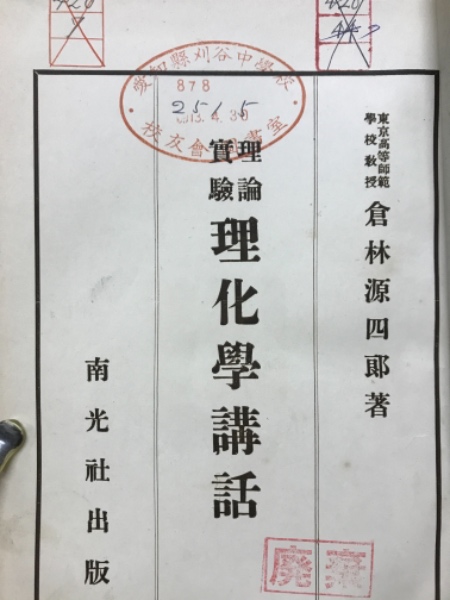 東京高等師範
學校教授
倉林源四郎著
理論
實驗
理化學講話
南光社出版
愛知縣刈谷中學校
878
2515
校友會圖書室
廢棄